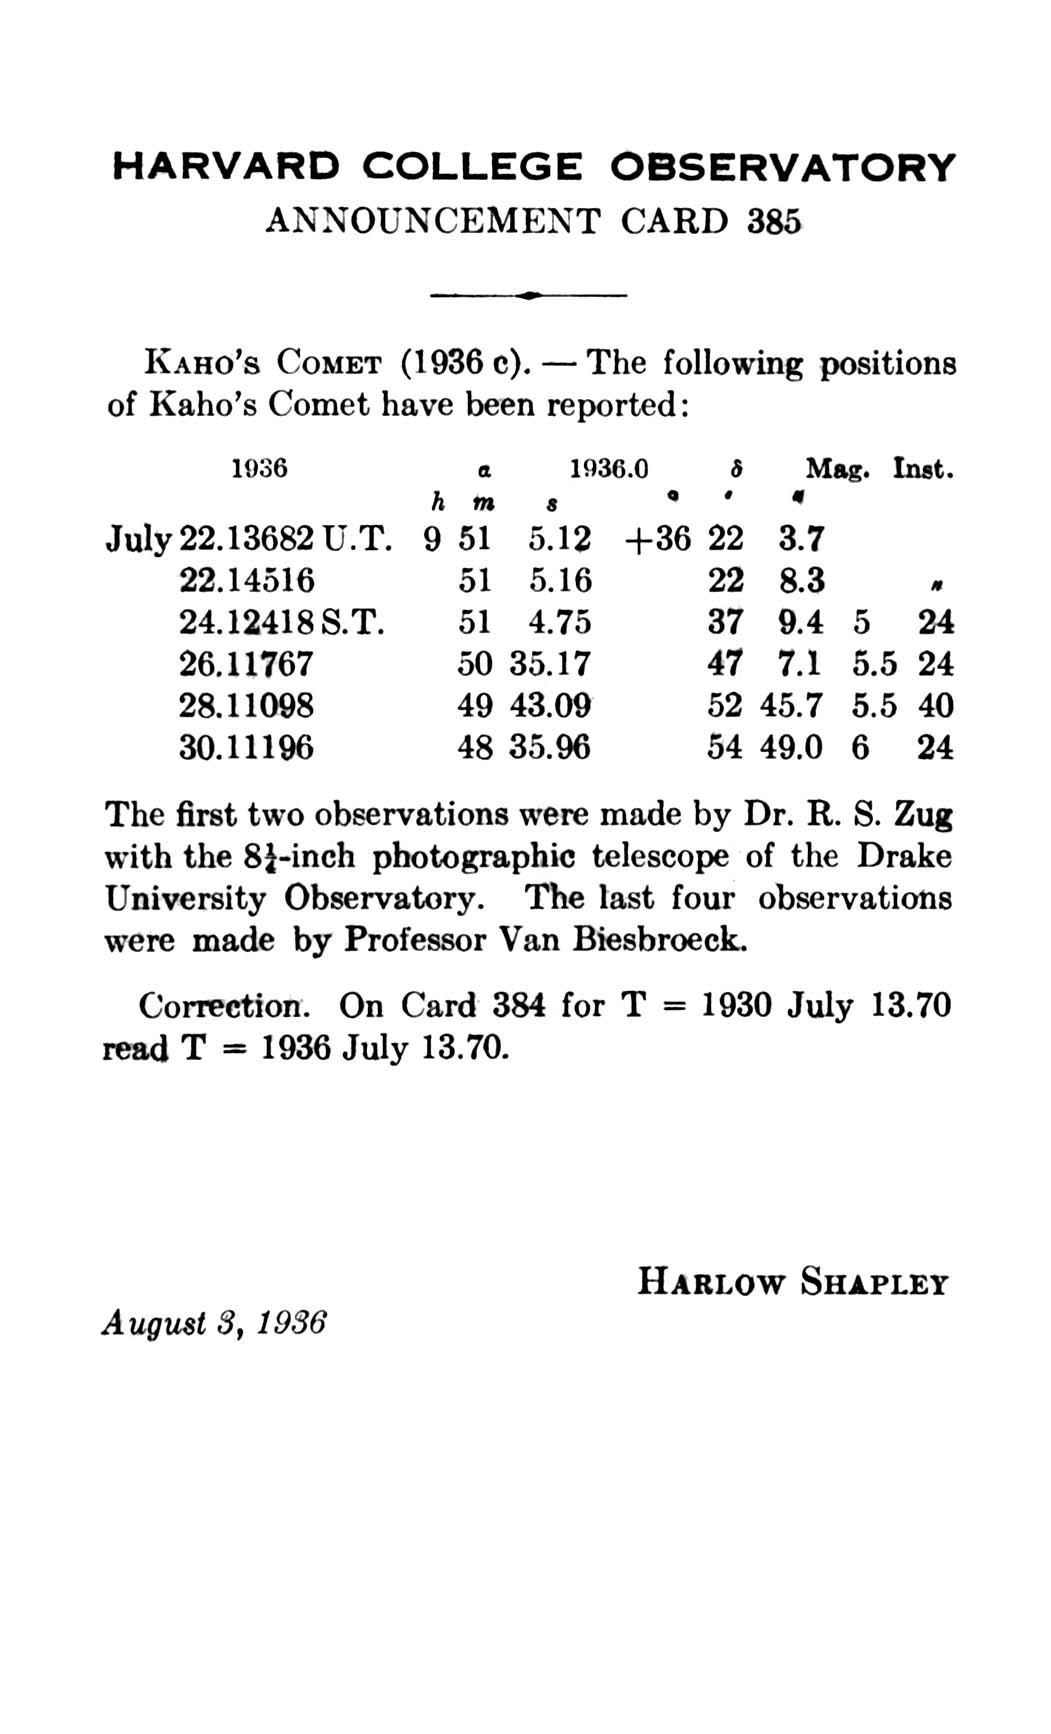 HARVARD COLLEGE OBSERVATORY
ANNOUNCEMENT CARD 385
KAHO'S COMET (1936 c). — The following positions
of Kaho's Comet have been reported:
1936 α 1936.0 δ Mag. Inst.
h m s ° ′ ″
July 22.13682 U.T. 9 51 5.12 +36 22 3.7
22.14516 51 5.16 22 8.3 "
24.12418 S.T. 51 4.75 37 9.4 5 24
26.11767 50 35.17 47 7.1 5.5 24
28.11098 49 43.09 52 45.7 5.5 40
30.11196 48 35.96 54 49.0 6 24
The first two observations were made by Dr. R. S. Zug
with the 8¼-inch photographic telescope of the Drake
University Observatory. The last four observations
were made by Professor Van Biesbroeck.
Correction. On Card 384 for T = 1930 July 13.70
read T = 1936 July 13.70.
HARLOW SHAPLEY
August 3, 1936